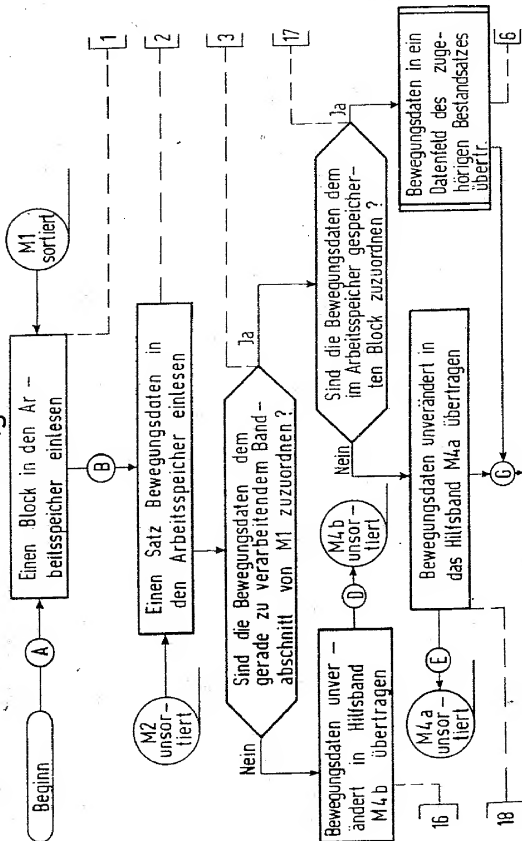 Beginn
A
Einen Block in den Ar –
beitsspeicher einlesen
M1
sortiert
1
B
M2
unsor-
tiert
Einen Satz Bewegungsdaten in
den Arbeitsspeicher einlesen
2
Sind die Bewegungsdaten dem
gerade zu verarbeitendem Band –
abschnitt von M1 zuzuordnen ?
3
Nein
Ja
Bewegungsdaten unver –
ändert in Hilfsband
M4b übertragen
D
M4b
unsor-
tiert
16
Sind die Bewegungsdaten dem
im Arbeitsspeicher gespeicher-
ten Block zuzuordnen ?
17
Nein
Ja
Bewegungsdaten unverändert in
das Hilfsband M4a übertragen
E
M4a
unsor-
tiert
18
Bewegungsdaten in ein
Datenfeld des zuge-
hörigen Bestandsatzes
übertr.
6
G